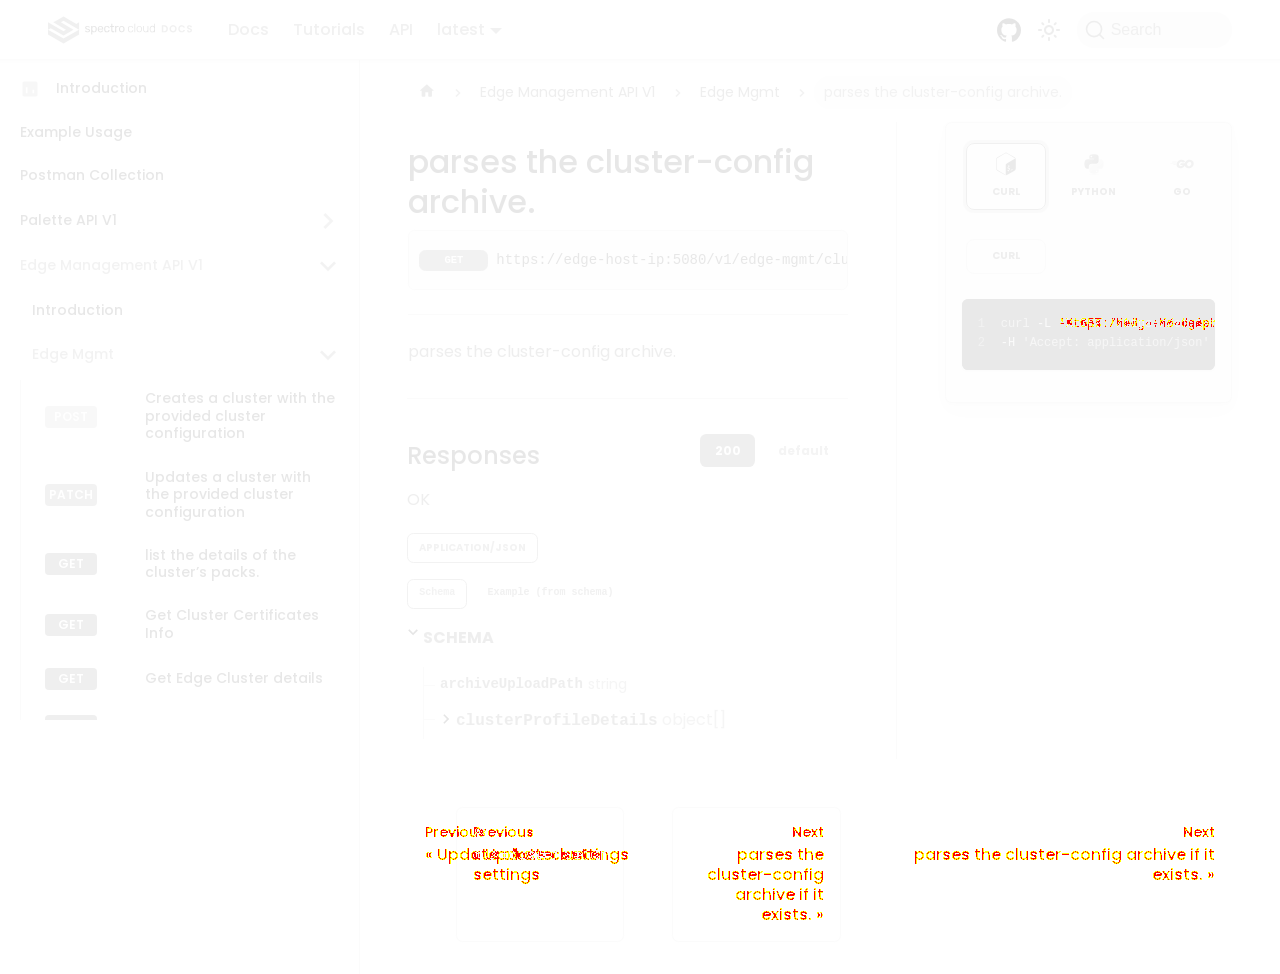 spectro cloud DOCS
Docs
Tutorials
API
latest
Search
Introduction
Example Usage
Postman Collection
Palette API V1
Edge Management API V1
Introduction
Edge Mgmt
POST
Creates a cluster with the
provided cluster
configuration
PATCH
Updates a cluster with
the provided cluster
configuration
GET
list the details of the
cluster's packs.
GET
Get Cluster Certificates
Info
GET
Get Edge Cluster details
Edge Management API V1
Edge Mgmt
parses the cluster-config archive.
parses the cluster-config
archive.
GET
https://edge-host-ip:5080/v1/edge-mgmt/clu
parses the cluster-config archive.
Responses
200
default
OK
APPLICATION/JSON
Schema
Example (from schema)
SCHEMA
archiveUploadPath string
clusterProfileDetails object[]
CURL
PYTHON
GO
CURL
1 curl -L
2 -H 'Accept: application/json'
Previous
Previous
settings
Next
parses the
cluster-config
archive if it
exists. »
Next
parses the cluster-config archive if it
exists. »